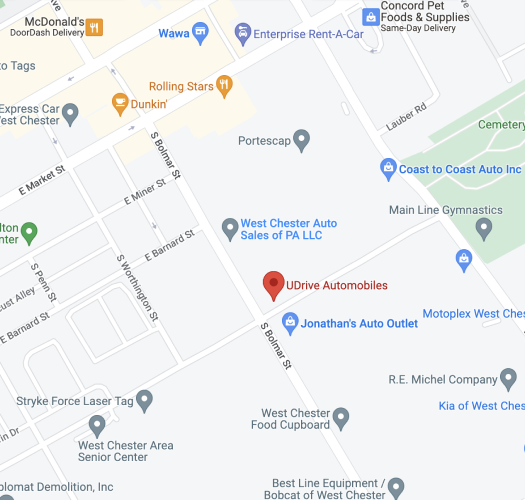 McDonald's
DoorDash Delivery
Concord Pet
Foods & Supplies
Same-Day Delivery
Wawa
Enterprise Rent-A-Car
to Tags
Rolling Stars
Dunkin'
Express Car
West Chester
Lauber Rd
Cemetery
S Bolmar St
Portescap
Coast to Coast Auto Inc
E Market St
E Miner St
Main Line Gymnastics
West Chester Auto
Sales of PA LLC
E Barnard St
S Penn St
S Worthington St
UDrive Automobiles
E Barnard St
Jonathan's Auto Outlet
Motoplex West Ches
S Bolmar St
R.E. Michel Company
Stryke Force Laser Tag
Kia of West Ches
West Chester
Food Cupboard
West Chester Area
Senior Center
plomat Demolition, Inc
Best Line Equipment /
Bobcat of West Chester